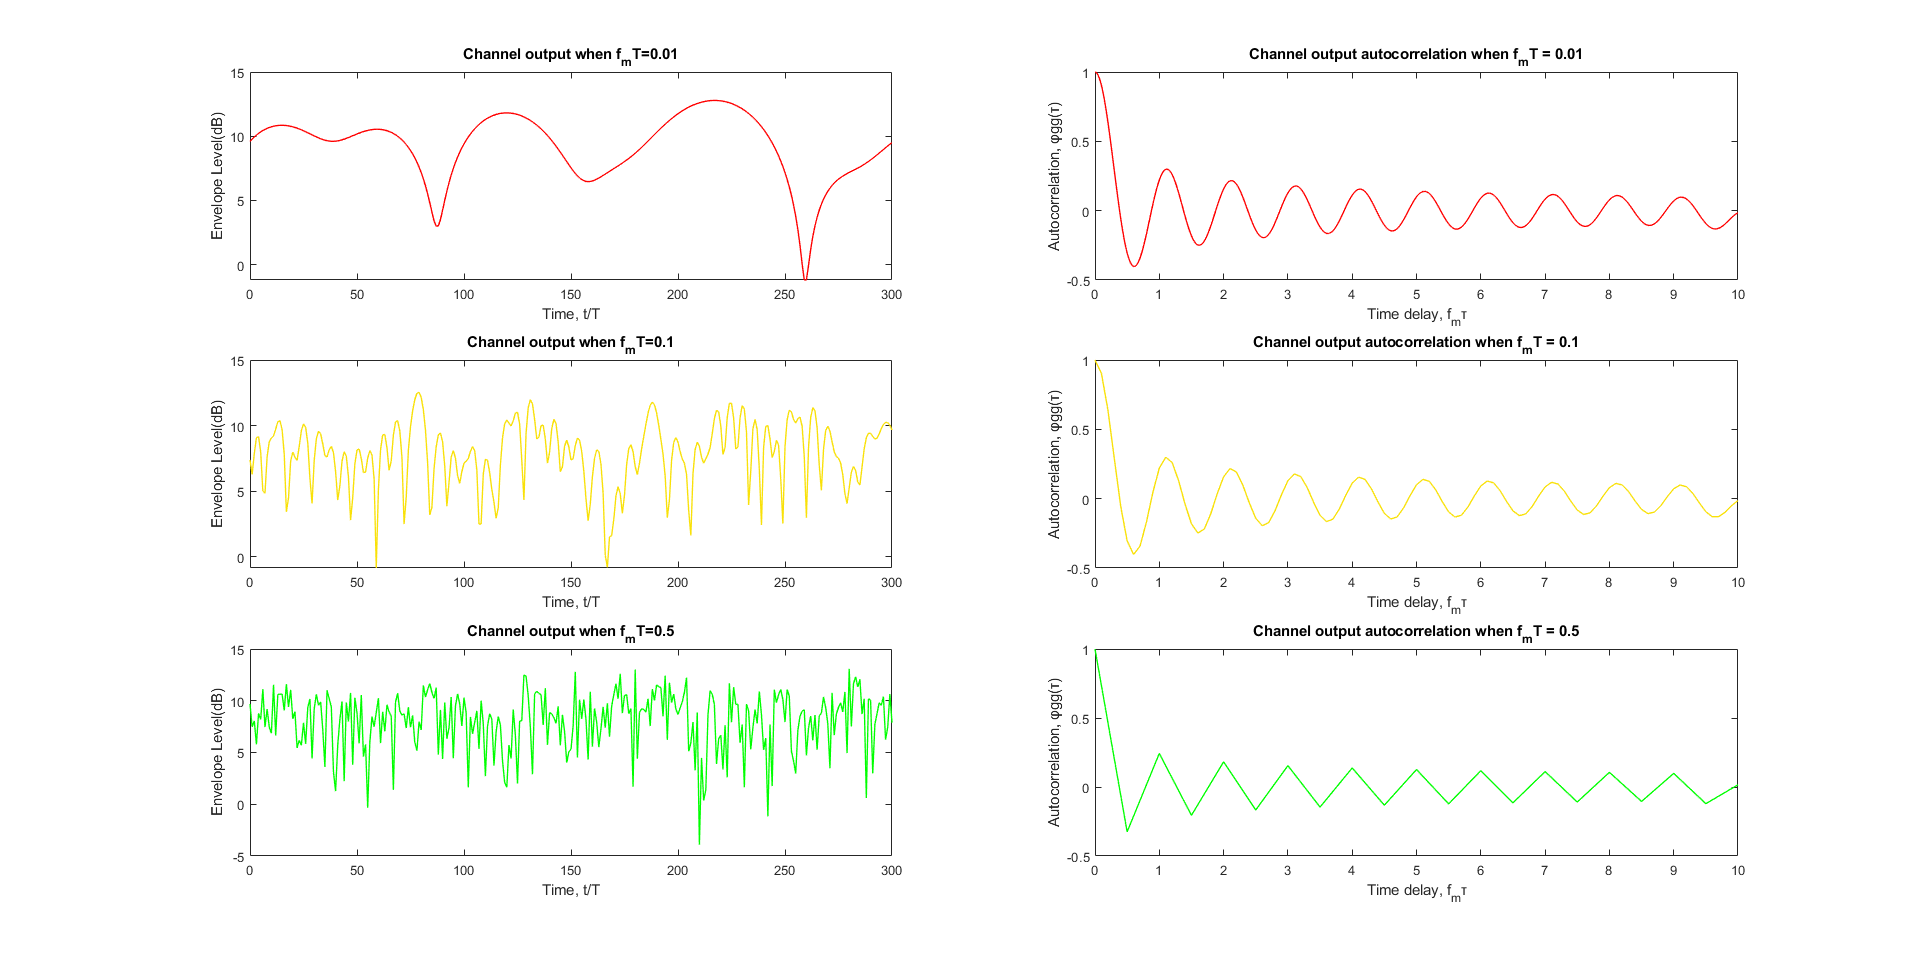 Channel output when fmT=0.01
15
10
5
0
Envelope Level(dB)
0 50 100 150 200 250 300
Time, t/T
Channel output autocorrelation when fmT = 0.01
1
0.5
0
-0.5
Autocorrelation, φgg(τ)
0 1 2 3 4 5 6 7 8 9 10
Time delay, fmτ
Channel output when fmT=0.1
15
10
5
0
Envelope Level(dB)
0 50 100 150 200 250 300
Time, t/T
Channel output autocorrelation when fmT = 0.1
1
0.5
0
-0.5
Autocorrelation, φgg(τ)
0 1 2 3 4 5 6 7 8 9 10
Time delay, fmτ
Channel output when fmT=0.5
15
10
5
0
-5
Envelope Level(dB)
0 50 100 150 200 250 300
Time, t/T
Channel output autocorrelation when fmT = 0.5
1
0.5
0
-0.5
Autocorrelation, φgg(τ)
0 1 2 3 4 5 6 7 8 9 10
Time delay, fmτ